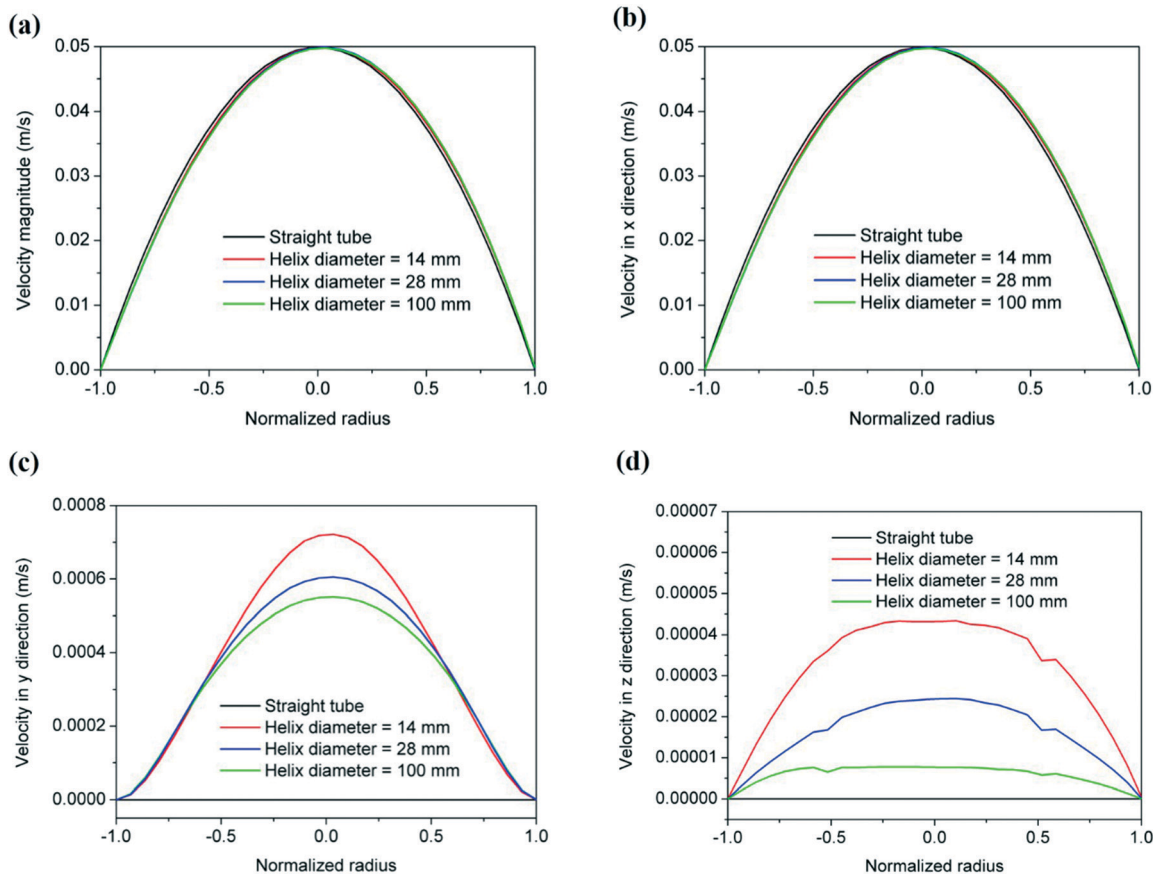 (a)
Velocity magnitude (m/s)
0.05
0.04
0.03
0.02
0.01
0.00
Straight tube
Helix diameter = 14 mm
Helix diameter = 28 mm
Helix diameter = 100 mm
-1.0 -0.5 0.0 0.5 1.0
Normalized radius
(b)
Velocity in x direction (m/s)
0.05
0.04
0.03
0.02
0.01
0.00
Straight tube
Helix diameter = 14 mm
Helix diameter = 28 mm
Helix diameter = 100 mm
-1.0 -0.5 0.0 0.5 1.0
Normalized radius
(c)
Velocity in y direction (m/s)
0.0008
0.0006
0.0004
0.0002
0.0000
Straight tube
Helix diameter = 14 mm
Helix diameter = 28 mm
Helix diameter = 100 mm
-1.0 -0.5 0.0 0.5 1.0
Normalized radius
(d)
Velocity in z direction (m/s)
0.00007
0.00006
0.00005
0.00004
0.00003
0.00002
0.00001
0.00000
Straight tube
Helix diameter = 14 mm
Helix diameter = 28 mm
Helix diameter = 100 mm
-1.0 -0.5 0.0 0.5 1.0
Normalized radius